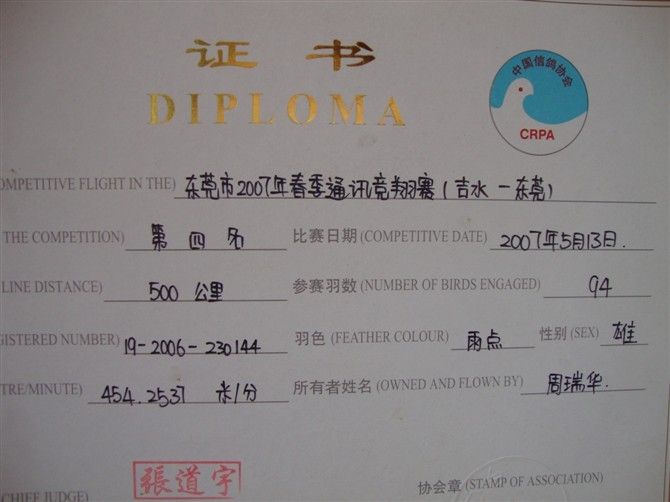 证书
DIPLOMA
中国信鸽协会
CRPA
OMPETITIVE FLIGHT IN THE) 东莞市2007年春季通讯竞翔赛(吉水-东莞)
THE COMPETITION) 第四名 比赛日期 (COMPETITIVE DATE) 2007年5月13日.
LINE DISTANCE) 500公里 参赛羽数 (NUMBER OF BIRDS ENGAGED) 94
GISTERED NUMBER) 19-2006-230144 羽色 (FEATHER COLOUR) 雨点 性别 (SEX) 雄
TRE/MINUTE) 454.2537 米/分 所有者姓名 (OWNED AND FLOWN BY) 周瑞华.
張道宇
CHIEF JUDGE) 协会章 (STAMP OF ASSOCIATION)